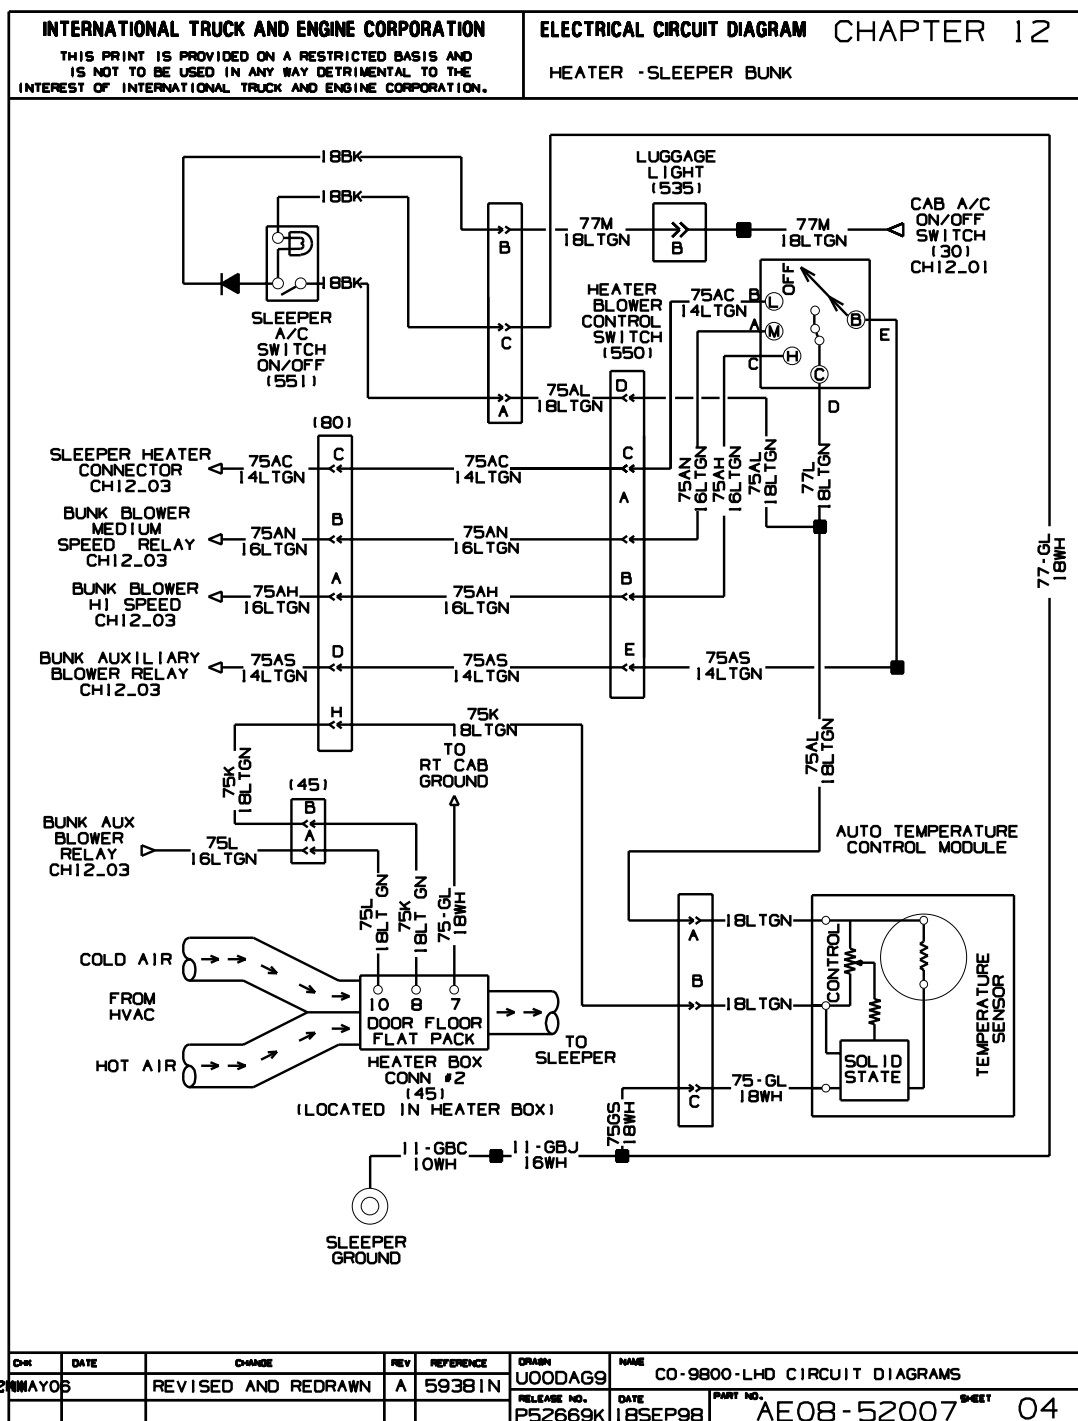 INTERNATIONAL TRUCK AND ENGINE CORPORATION
THIS PRINT IS PROVIDED ON A RESTRICTED BASIS AND
IS NOT TO BE USED IN ANY WAY DETRIMENTAL TO THE
INTEREST OF INTERNATIONAL TRUCK AND ENGINE CORPORATION.
ELECTRICAL CIRCUIT DIAGRAM CHAPTER 12
HEATER -SLEEPER BUNK
18BK
18BK
18BK
SLEEPER
A/C
SWITCH
ON/OFF
(551)
B
C
A
77M
18LTGN
LUGGAGE
LIGHT
(535)
B
77M
18LTGN
CAB A/C
ON/OFF
SWITCH
(30)
CH12_01
HEATER
BLOWER
CONTROL
SWITCH
(550)
75AC
14LTGN
B
A
C
L
M
H
C
B
OFF
E
D
75AL
18LTGN
D
C
A
B
E
75AN
16LTGN
75AH
16LTGN
75AL
18LTGN
77L
18LTGN
77-GL
18WH
(80)
C
B
A
D
H
SLEEPER HEATER
CONNECTOR
CH12_03
75AC
14LTGN
75AC
14LTGN
BUNK BLOWER
MEDIUM
SPEED RELAY
CH12_03
75AN
16LTGN
75AN
16LTGN
BUNK BLOWER
HI SPEED
CH12_03
75AH
16LTGN
75AH
16LTGN
BUNK AUXILIARY
BLOWER RELAY
CH12_03
75AS
14LTGN
75AS
14LTGN
75AS
14LTGN
75K
18LTGN
75K
18LTGN
TO
RT CAB
GROUND
75AL
18LTGN
(45)
B
A
BUNK AUX
BLOWER
RELAY
CH12_03
75L
16LTGN
75L
18LT GN
75K
18LT GN
75-GL
18WH
AUTO TEMPERATURE
CONTROL MODULE
A
B
C
18LTGN
18LTGN
75-GL
18WH
CONTROL
SOLID
STATE
TEMPERATURE
SENSOR
COLD AIR
FROM
HVAC
HOT AIR
10 8 7
DOOR FLOOR
FLAT PACK
TO
SLEEPER
HEATER BOX
CONN #2
(45)
(LOCATED IN HEATER BOX)
75GS
18WH
11-GBC
10WH
11-GBJ
16WH
SLEEPER
GROUND
CHK DATE CHANGE REV REFERENCE
REVISED AND REDRAWN A 59381N
DRAWN
U00DAG9
NAME
CO-9800-LHD CIRCUIT DIAGRAMS
RELEASE NO.
P52669K
DATE
18SEP98
PART NO.
AE08-52007
SHEET
04